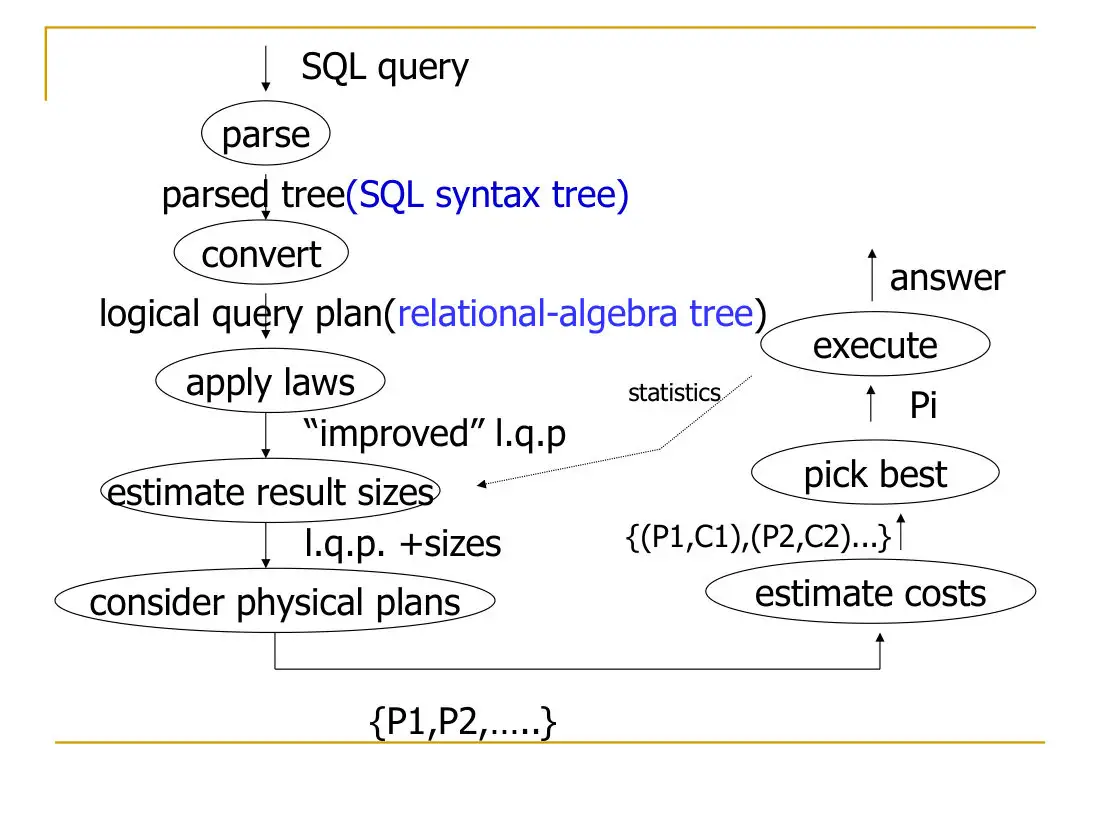 SQL query
parse
parsed tree(SQL syntax tree)
convert
logical query plan(relational-algebra tree)
apply laws
“improved” l.q.p
estimate result sizes
l.q.p. +sizes
consider physical plans
{P1,P2,…..}
estimate costs
{(P1,C1),(P2,C2)...}
pick best
Pi
execute
answer
statistics